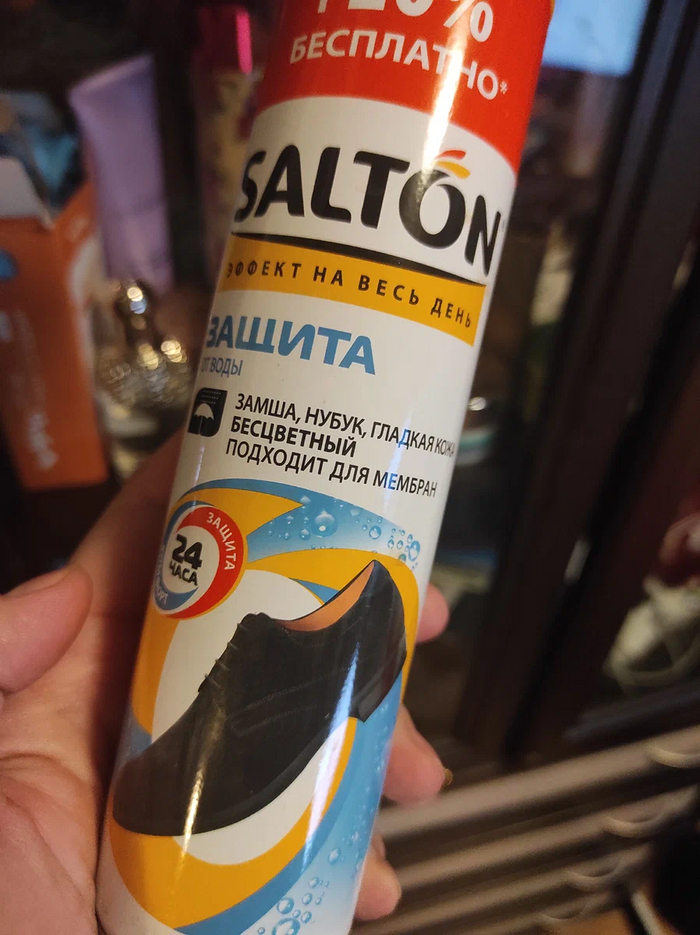 +20%
БЕСПЛАТНО*
SALTON
ЭФФЕКТ НА ВЕСЬ ДЕНЬ
ЗАЩИТА
ОТ ВОДЫ
ЗАМША, НУБУК, ГЛАДКАЯ КОЖА
БЕСЦВЕТНЫЙ
ПОДХОДИТ ДЛЯ МЕМБРАН
ЗАЩИТА
24
ЧАСА